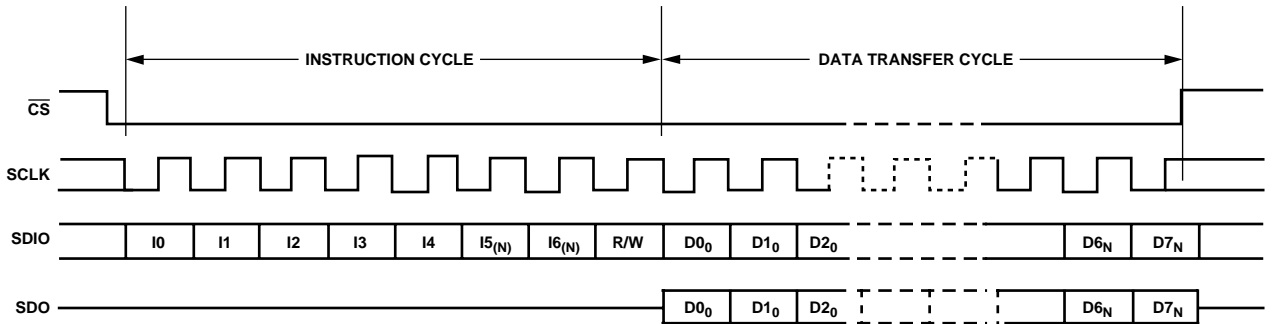 INSTRUCTION CYCLE DATA TRANSFER CYCLE
CS
SCLK
SDIO I0 I1 I2 I3 I4 I5(N) I6(N) R/W D0₀ D1₀ D2₀ D6N D7N
SDO D0₀ D1₀ D2₀ D6N D7N